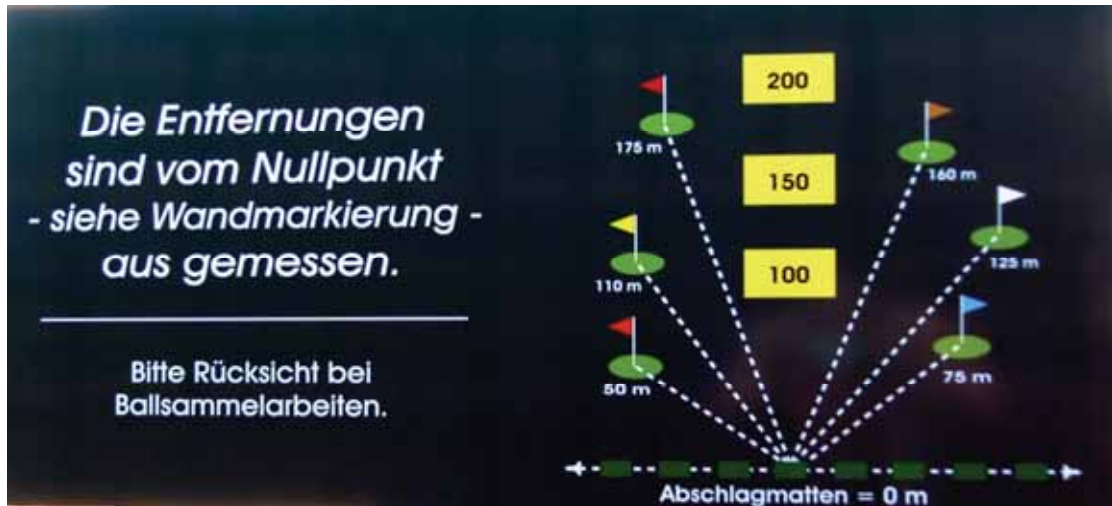 Die Entfernungen
sind vom Nullpunkt
- siehe Wandmarkierung -
aus gemessen.
Bitte Rücksicht bei
Ballsammelarbeiten.
200
175 m
160 m
150
125 m
110 m
100
50 m
75 m
Abschlagmatten = 0 m